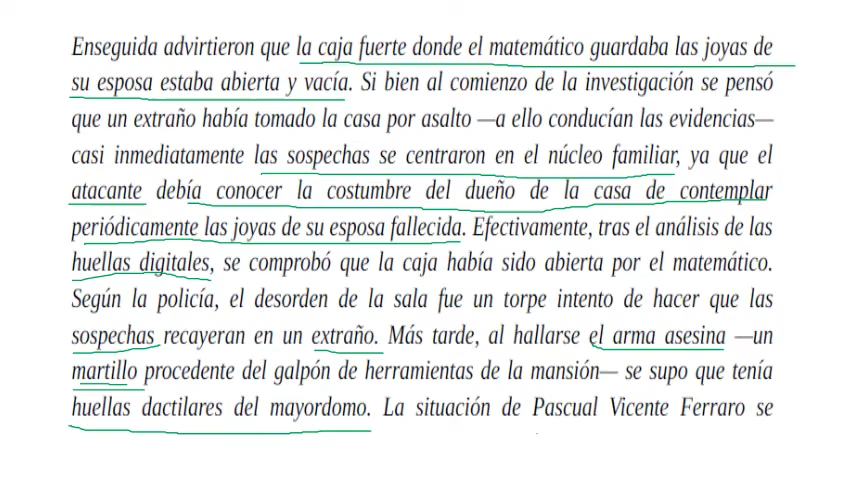 Enseguida advirtieron que la caja fuerte donde el matemático guardaba las joyas de
su esposa estaba abierta y vacía. Si bien al comienzo de la investigación se pensó
que un extraño había tomado la casa por asalto —a ello conducían las evidencias—
casi inmediatamente las sospechas se centraron en el núcleo familiar, ya que el
atacante debía conocer la costumbre del dueño de la casa de contemplar
periódicamente las joyas de su esposa fallecida. Efectivamente, tras el análisis de las
huellas digitales, se comprobó que la caja había sido abierta por el matemático.
Según la policía, el desorden de la sala fue un torpe intento de hacer que las
sospechas recayeran en un extraño. Más tarde, al hallarse el arma asesina —un
martillo procedente del galpón de herramientas de la mansión— se supo que tenía
huellas dactilares del mayordomo. La situación de Pascual Vicente Ferraro se